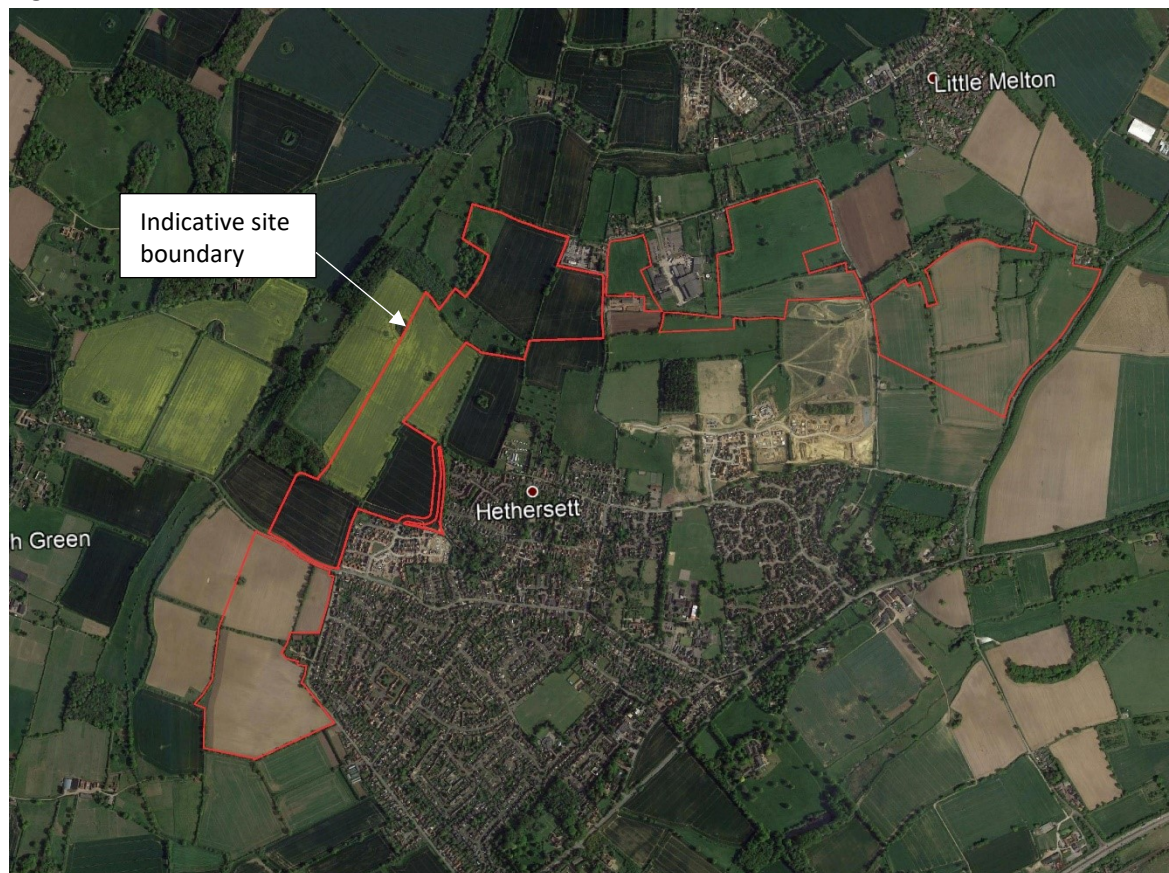 Little Melton
Indicative site
boundary
Hethersett
h Green